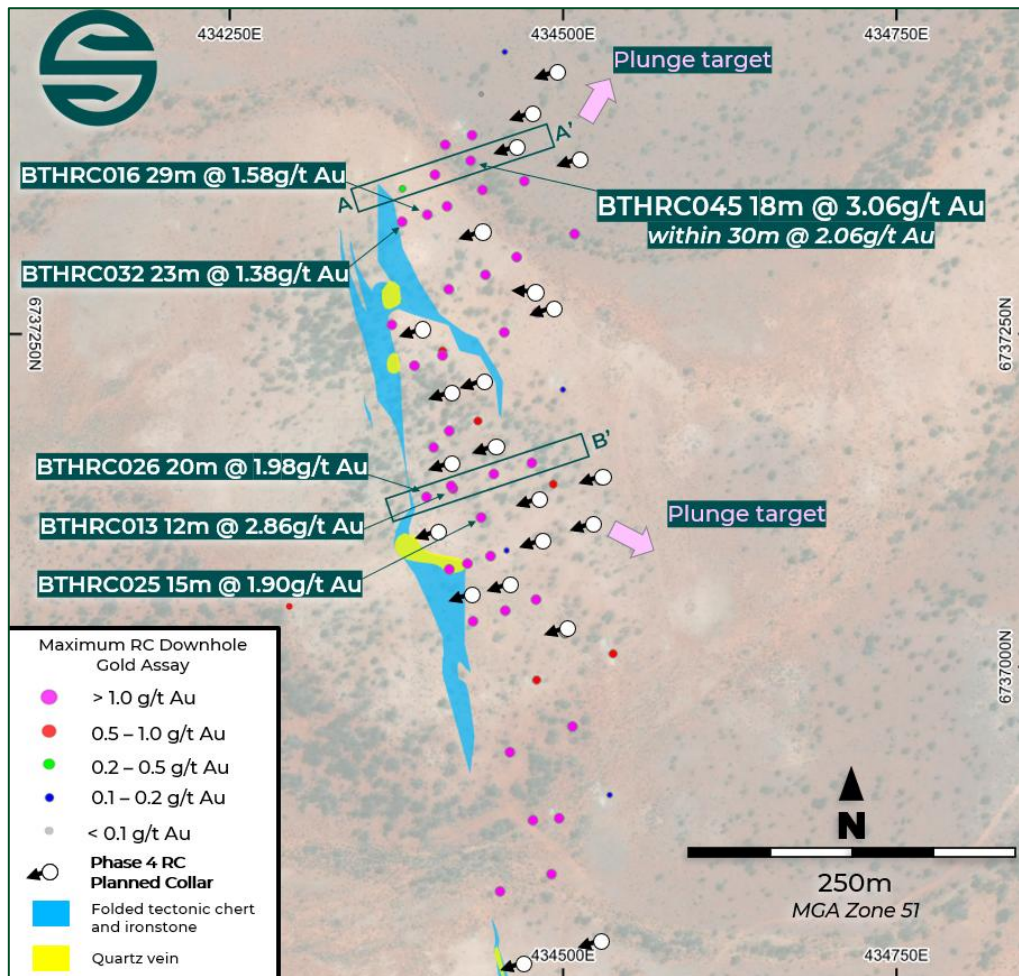 434250E
434500E
434750E
Plunge target
A'
BTHRC016 29m @ 1.58g/t Au
A
BTHRC045 18m @ 3.06g/t Au
within 30m @ 2.06g/t Au
BTHRC032 23m @ 1.38g/t Au
6737250N
6737250N
B'
BTHRC026 20m @ 1.98g/t Au
B
BTHRC013 12m @ 2.86g/t Au
Plunge target
BTHRC025 15m @ 1.90g/t Au
Maximum RC Downhole
Gold Assay
> 1.0 g/t Au
0.5 – 1.0 g/t Au
0.2 – 0.5 g/t Au
0.1 – 0.2 g/t Au
< 0.1 g/t Au
Phase 4 RC
Planned Collar
Folded tectonic chert
and ironstone
Quartz vein
6737000N
N
250m
MGA Zone 51
434500E
434750E